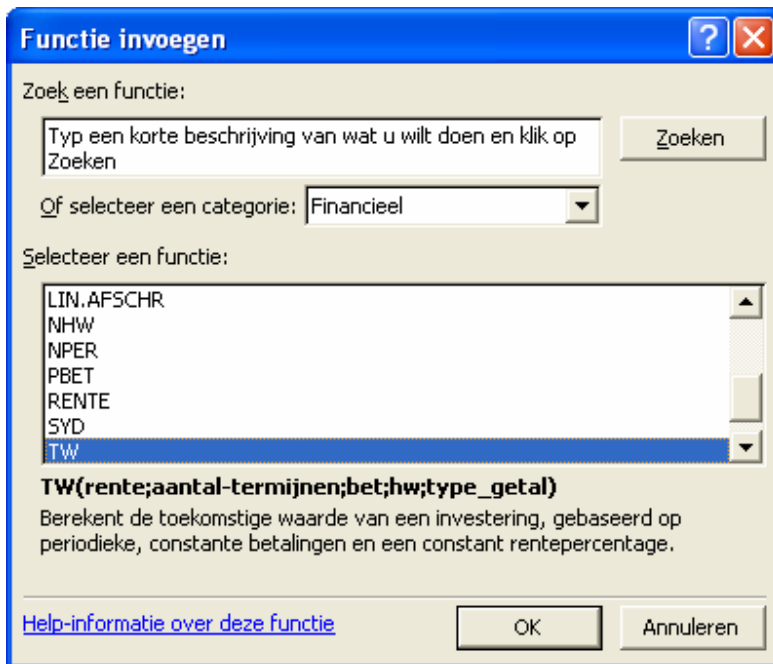 Functie invoegen
Zoek een functie:
Typ een korte beschrijving van wat u wilt doen en klik op
Zoeken
Zoeken
Of selecteer een categorie: Financieel
Selecteer een functie:
LIN.AFSCHR
NHW
NPER
PBET
RENTE
SYD
TW
TW(rente;aantal-termijnen;bet;hw;type_getal)
Berekent de toekomstige waarde van een investering, gebaseerd op
periodieke, constante betalingen en een constant rentepercentage.
Help-informatie over deze functie
OK
Annuleren